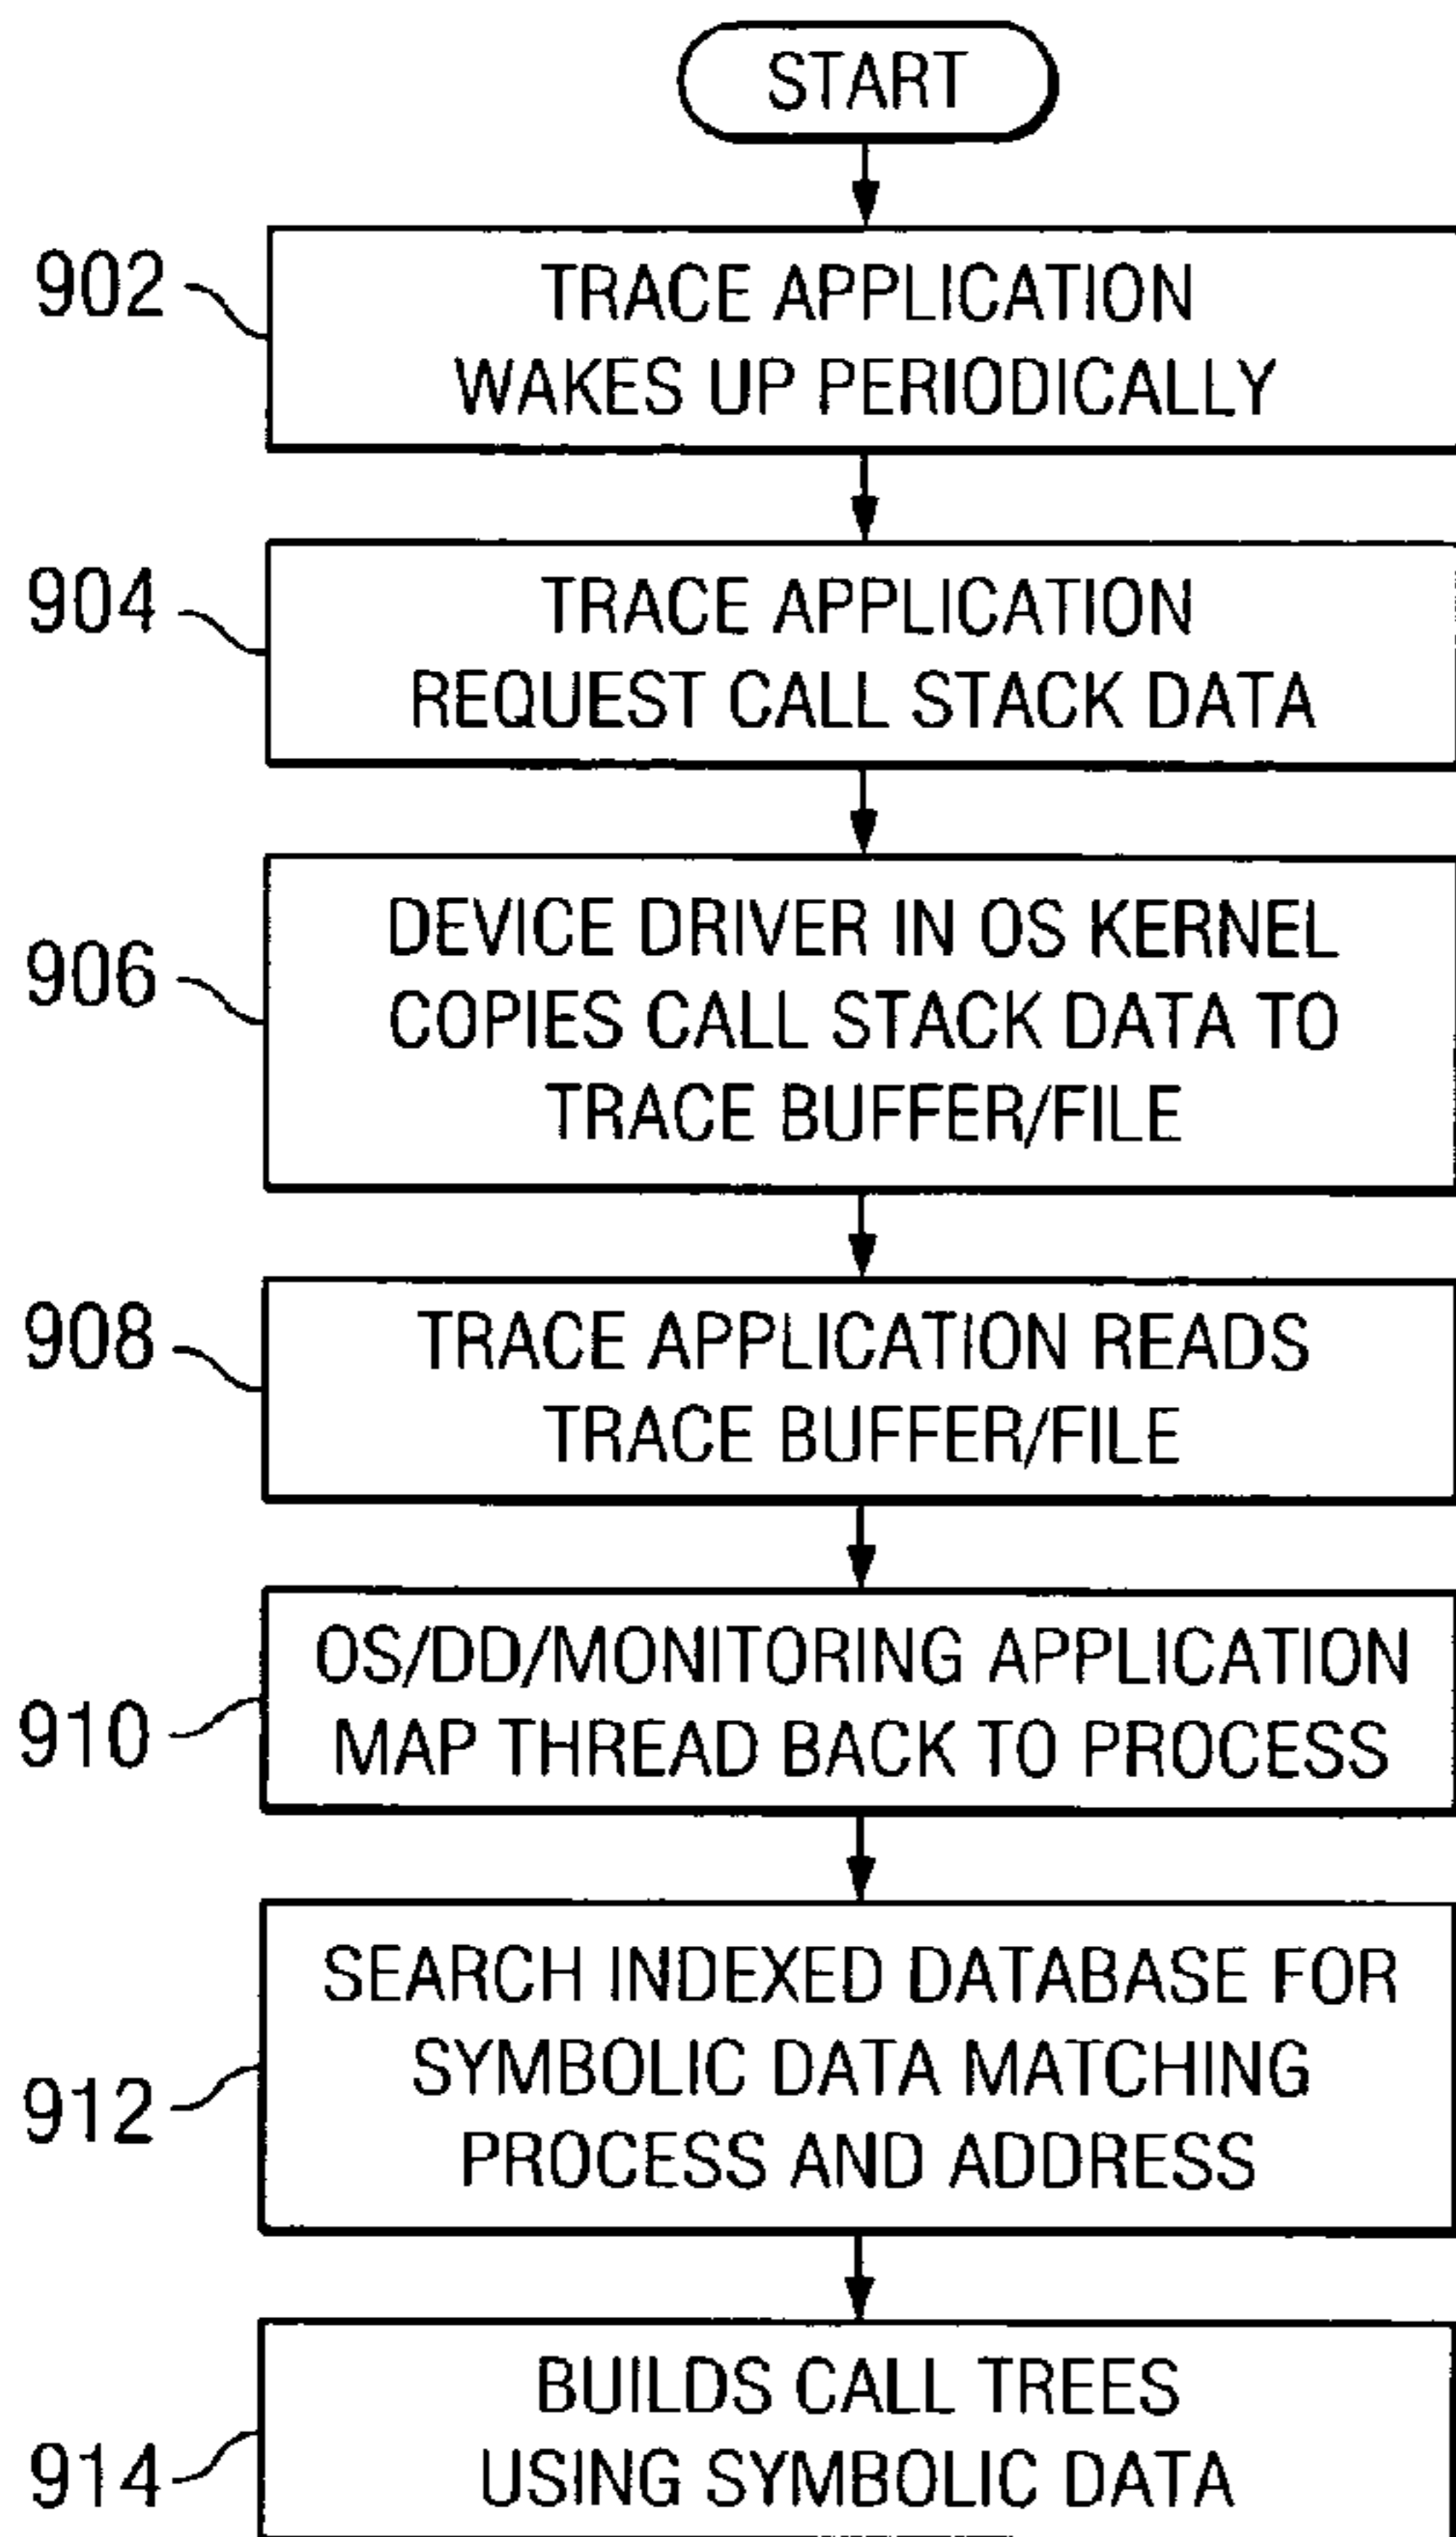 START
902
TRACE APPLICATION
WAKES UP PERIODICALLY
904
TRACE APPLICATION
REQUEST CALL STACK DATA
906
DEVICE DRIVER IN OS KERNEL
COPIES CALL STACK DATA TO
TRACE BUFFER/FILE
908
TRACE APPLICATION READS
TRACE BUFFER/FILE
910
OS/DD/MONITORING APPLICATION
MAP THREAD BACK TO PROCESS
912
SEARCH INDEXED DATABASE FOR
SYMBOLIC DATA MATCHING
PROCESS AND ADDRESS
914
BUILDS CALL TREES
USING SYMBOLIC DATA